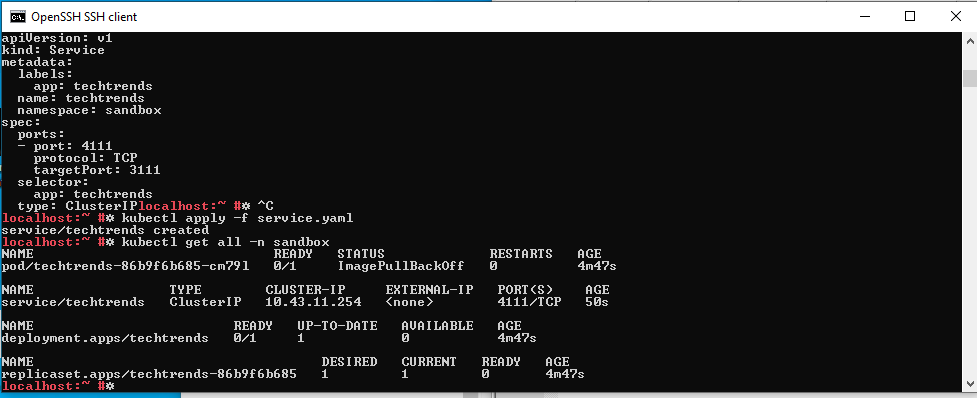 OpenSSH SSH client
apiVersion: v1
kind: Service
metadata:
  labels:
    app: techtrends
  name: techtrends
  namespace: sandbox
spec:
  ports:
  - port: 4111
    protocol: TCP
    targetPort: 3111
  selector:
    app: techtrends
  type: ClusterIPlocalhost:~ #✲ ^C
localhost:~ #✲ kubectl apply -f service.yaml
service/techtrends created
localhost:~ #✲ kubectl get all -n sandbox
NAME                              READY   STATUS             RESTARTS   AGE
pod/techtrends-86b9f6b685-cm79l   0/1     ImagePullBackOff   0          4m47s

NAME                 TYPE        CLUSTER-IP     EXTERNAL-IP   PORT(S)    AGE
service/techtrends   ClusterIP   10.43.11.254   <none>        4111/TCP   50s

NAME                         READY   UP-TO-DATE   AVAILABLE   AGE
deployment.apps/techtrends   0/1     1            0           4m47s

NAME                                    DESIRED   CURRENT   READY   AGE
replicaset.apps/techtrends-86b9f6b685   1         1         0       4m47s
localhost:~ #✲